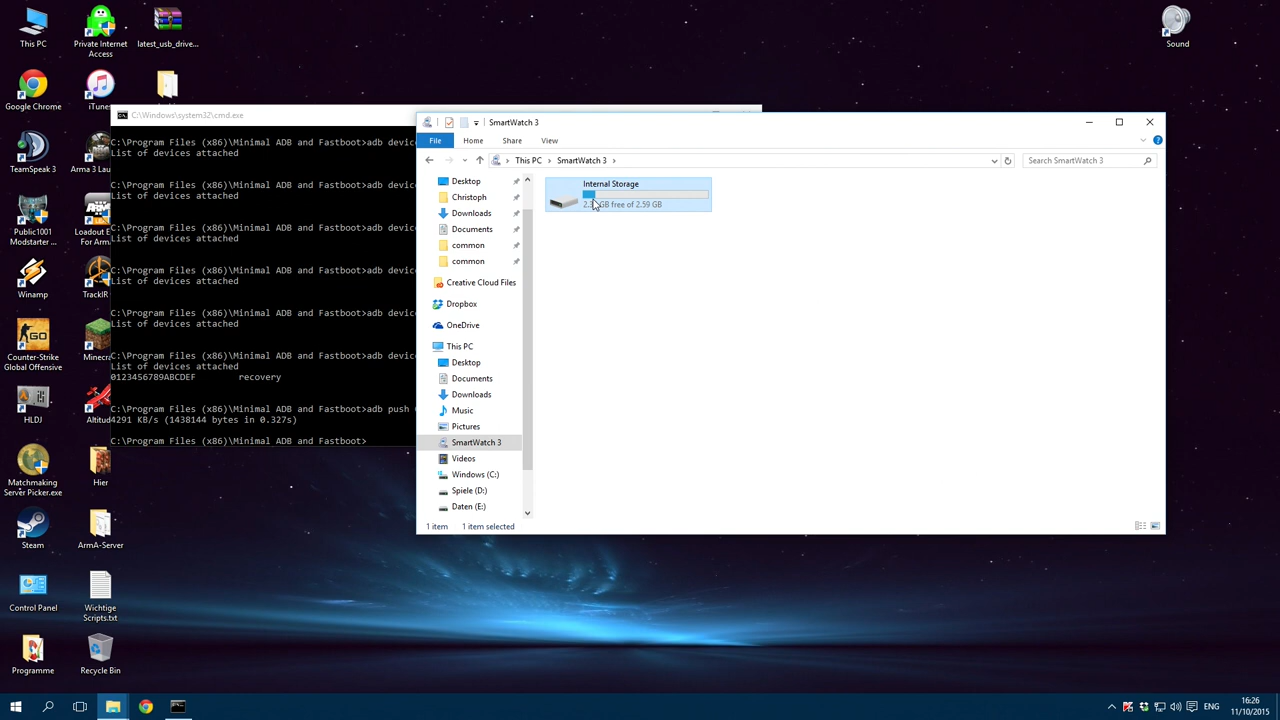 This PC
Private Internet
Access
latest_usb_drive...
Sound
Google Chrome
iTune
TeamSpeak 3
Arma 3 Laun
Public1001
Modstarter ...
Loadout E
For Arma
Winamp
TrackIR
Counter-Strike
Global Offensive
Minecra
HLDJ
Altitud
Matchmaking
Server Picker.exe
Hier
Steam
ArmA-Server
Control Panel
Wichtige
Scripts.txt
Programme
Recycle Bin
C:\Windows\system32\cmd.exe
C:\Program Files (x86)\Minimal ADB and Fastboot>adb devic
List of devices attached
C:\Program Files (x86)\Minimal ADB and Fastboot>adb devic
List of devices attached
C:\Program Files (x86)\Minimal ADB and Fastboot>adb devic
List of devices attached
C:\Program Files (x86)\Minimal ADB and Fastboot>adb devic
List of devices attached
C:\Program Files (x86)\Minimal ADB and Fastboot>adb devic
List of devices attached
C:\Program Files (x86)\Minimal ADB and Fastboot>adb devic
List of devices attached
0123456789ABCDEF recovery
C:\Program Files (x86)\Minimal ADB and Fastboot>adb push
4291 KB/s (1438144 bytes in 0.327s)
C:\Program Files (x86)\Minimal ADB and Fastboot>
SmartWatch 3
File Home Share View
This PC SmartWatch 3
Search SmartWatch 3
Desktop
Christoph
Downloads
Documents
common
common
Creative Cloud Files
Dropbox
OneDrive
This PC
Desktop
Documents
Downloads
Music
Pictures
SmartWatch 3
Videos
Windows (C:)
Spiele (D:)
Daten (E:)
Internal Storage
GB free of 2.59 GB
1 item 1 item selected
ENG
16:26
11/10/2015